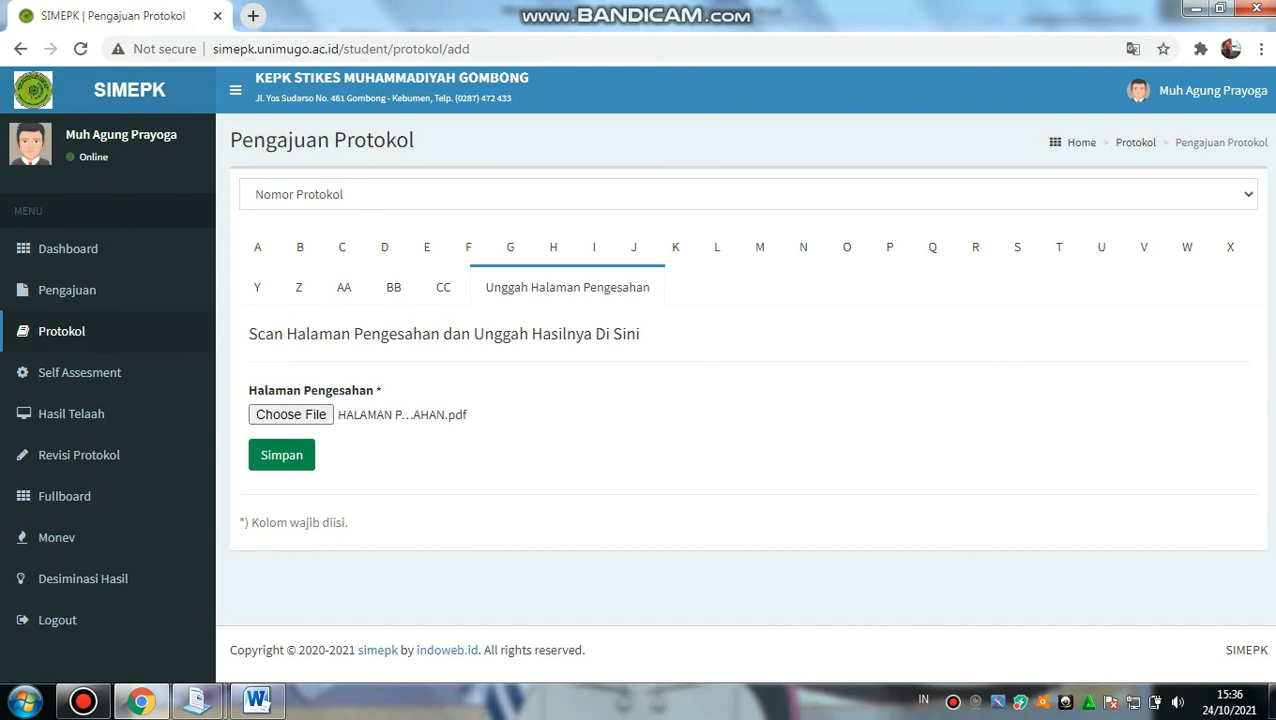 www.BANDICAM.com
SIMEPK | Pengajuan Protokol
Not secure simepk.unimugo.ac.id/student/protokol/add
SIMEPK
KEPK STIKES MUHAMMADIYAH GOMBONG
Jl. Yos Sudarso No. 461 Gombong - Kebumen, Telp. (0287) 472 433
Muh Agung Prayoga
Muh Agung Prayoga
Online
MENU
Dashboard
Pengajuan
Protokol
Self Assesment
Hasil Telaah
Revisi Protokol
Fullboard
Monev
Desiminasi Hasil
Logout
Pengajuan Protokol
Home > Protokol > Pengajuan Protokol
Nomor Protokol
A B C D E F G H I J K L M N O P Q R S T U V W X
Y Z AA BB CC Unggah Halaman Pengesahan
Scan Halaman Pengesahan dan Unggah Hasilnya Di Sini
Halaman Pengesahan *
Choose File HALAMAN P...AHAN.pdf
Simpan
*) Kolom wajib diisi.
Copyright © 2020-2021 simepk by indoweb.id. All rights reserved.
SIMEPK
IN
15:36
24/10/2021